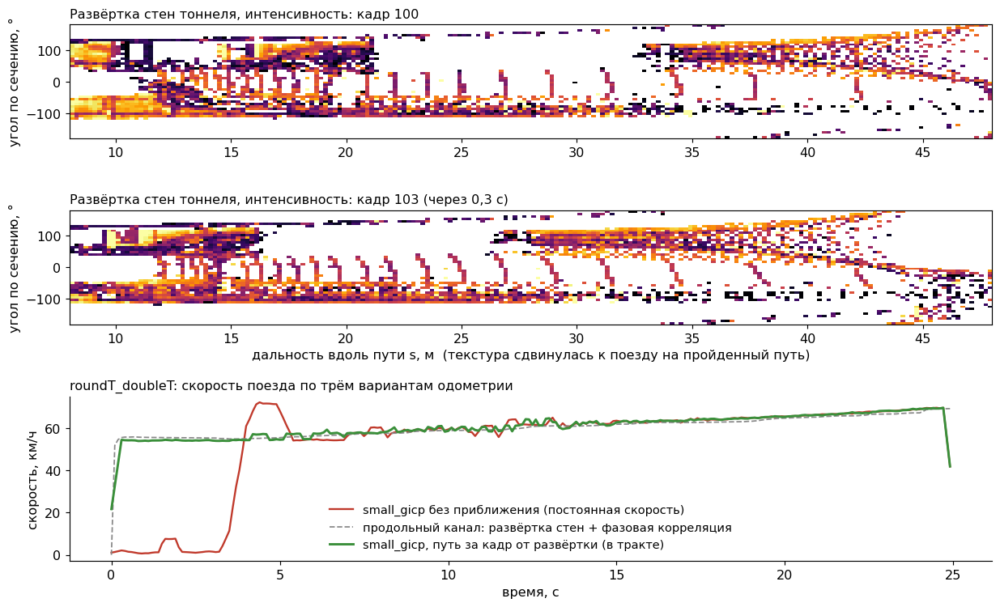 Развёртка стен тоннеля, интенсивность: кадр 100
угол по сечению, °
100
0
−100
10 15 20 25 30 35 40 45
Развёртка стен тоннеля, интенсивность: кадр 103 (через 0,3 с)
угол по сечению, °
100
0
−100
10 15 20 25 30 35 40 45
дальность вдоль пути s, м (текстура сдвинулась к поезду на пройденный путь)
roundT_doubleT: скорость поезда по трём вариантам одометрии
скорость, км/ч
60
40
20
0
small_gicp без приближения (постоянная скорость)
продольный канал: развёртка стен + фазовая корреляция
small_gicp, путь за кадр от развёртки (в тракте)
0 5 10 15 20 25
время, с